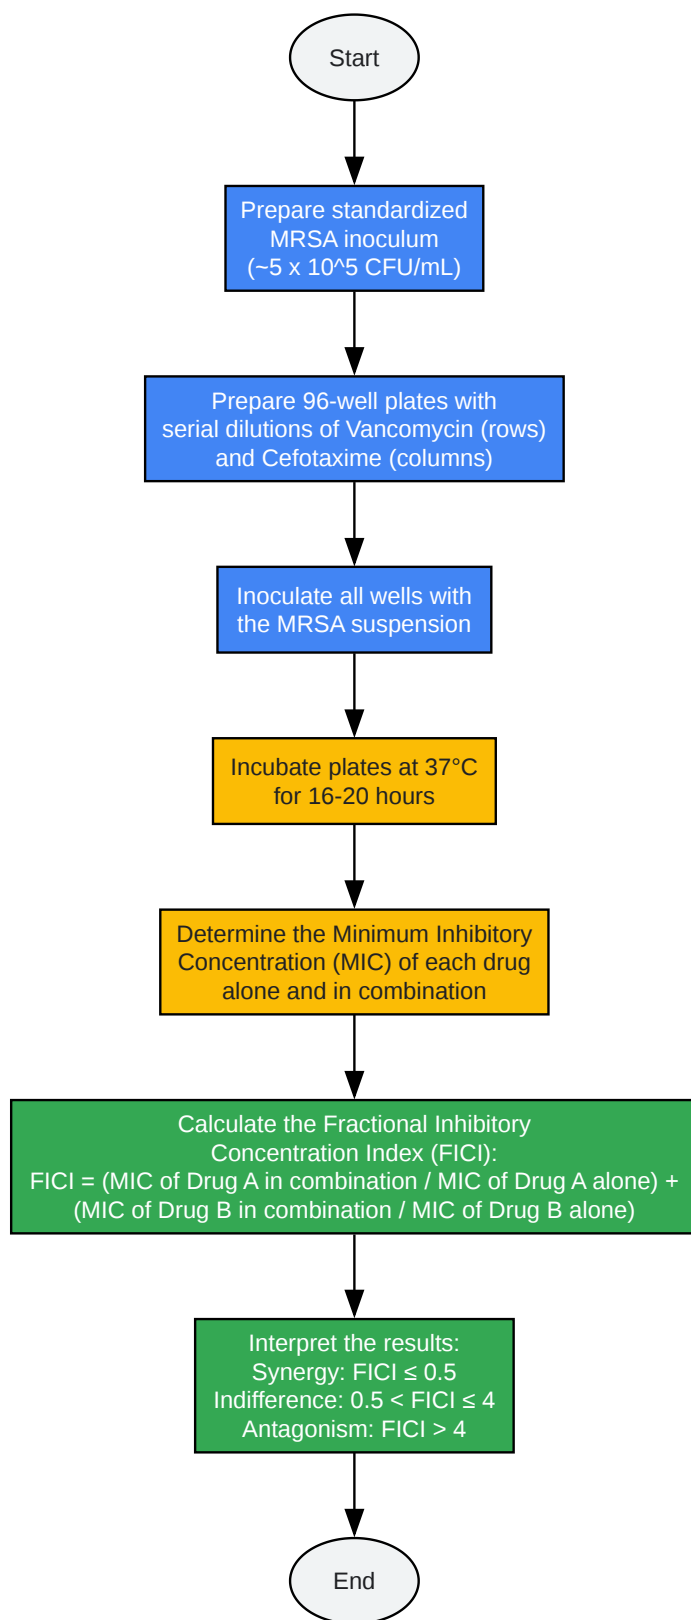 Start
Prepare standardized
MRSA inoculum
(~5 x 10^5 CFU/mL)
Prepare 96-well plates with
serial dilutions of Vancomycin (rows)
and Cefotaxime (columns)
Inoculate all wells with
the MRSA suspension
Incubate plates at 37°C
for 16-20 hours
Determine the Minimum Inhibitory
Concentration (MIC) of each drug
alone and in combination
Calculate the Fractional Inhibitory
Concentration Index (FICI):
FICI = (MIC of Drug A in combination / MIC of Drug A alone) +
(MIC of Drug B in combination / MIC of Drug B alone)
Interpret the results:
Synergy: FICI ≤ 0.5
Indifference: 0.5 < FICI ≤ 4
Antagonism: FICI > 4
End